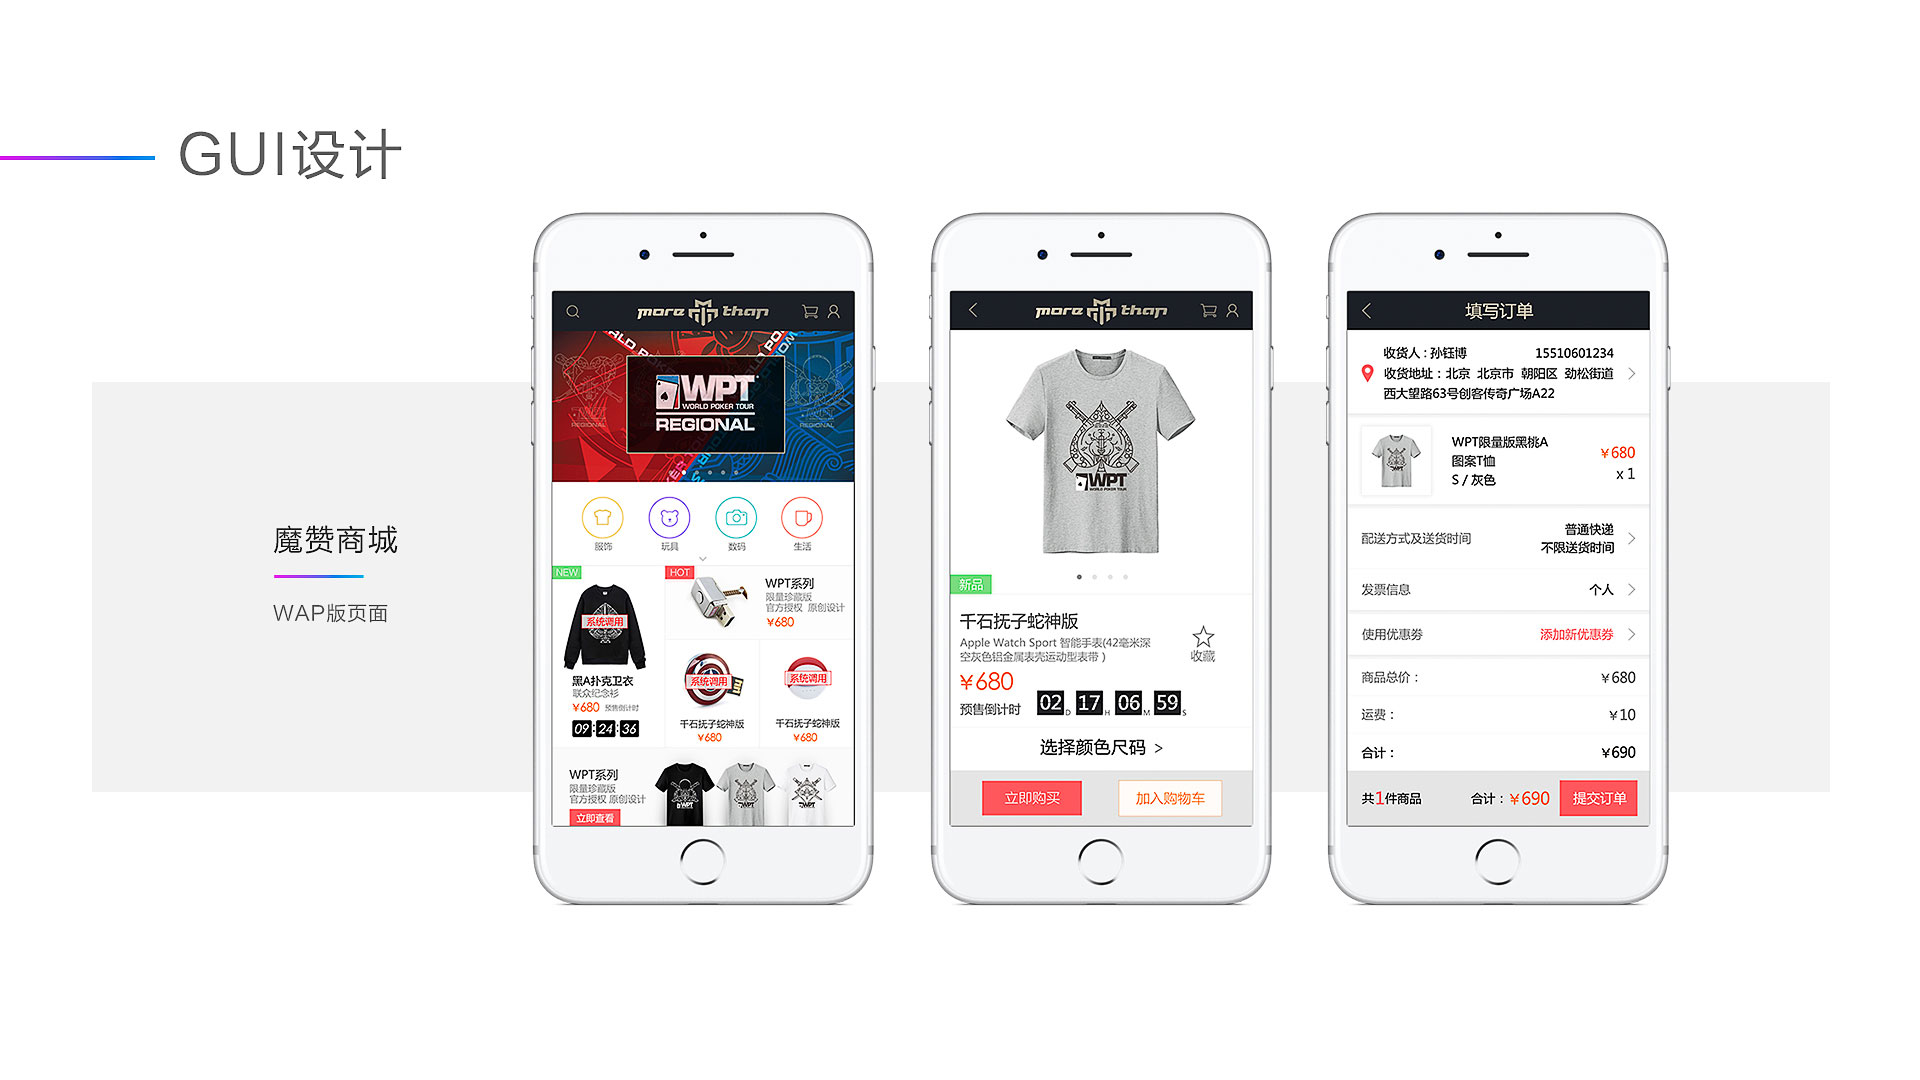 GUI设计
魔赞商城
WAP版页面
more than
WPT
WORLD POKER TOUR
REGIONAL
服饰
玩具
数码
生活
NEW
系统调用
黑A扑克卫衣
联众纪念衫
¥680 预售倒计时
09:24:36
HOT
WPT系列
限量珍藏版
官方授权 原创设计
¥680
系统调用
千石抚子蛇神版
¥680
系统调用
千石抚子蛇神版
¥680
WPT系列
限量珍藏版
官方授权 原创设计
立即查看
more than
WPT
WORLD POKER TOUR
新品
千石抚子蛇神版
Apple Watch Sport 智能手表(42毫米深
空灰色铝金属表壳运动型表带 )
收藏
¥680
预售倒计时 02 D 17 H 06 M 59 S
选择颜色尺码 >
立即购买
加入购物车
填写订单
收货人 : 孙钰博 15510601234
收货地址 : 北京 北京市 朝阳区 劲松街道
西大望路63号创客传奇广场A22
WPT限量版黑桃A
图案T恤
S / 灰色
¥680
x 1
配送方式及送货时间
普通快递
不限送货时间
发票信息 个人
使用优惠劵 添加新优惠劵
商品总价 : ¥680
运费 : ¥10
合计 : ¥690
共1件商品 合计 : ¥690 提交订单